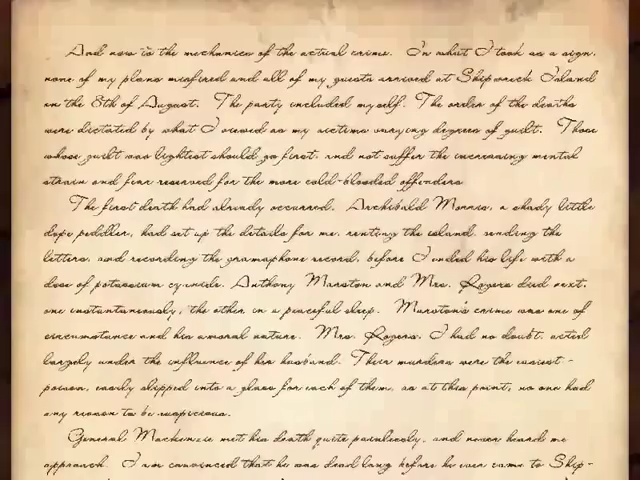 And now to the mechanics of the actual crime. In what I took as a sign,
none of my plans misfired and all of my guests arrived at Shipwreck Island
on the 8th of August. The party included myself. The order of the deaths
were dictated by what I viewed as my victims varying degrees of guilt. Those
whose guilt was lightest should go first, and not suffer the increasing mental
strain and fear reserved for the more cold-blooded offenders.
The first death had already occurred. Archibald Morris, a shady little
dope peddler, had set up the details for me, renting the island, sending the
letters, and recording the gramaphone record, before I ended his life with a
dose of potassium cyanide. Anthony Marston and Mrs. Rogers died next,
one instantaneously, the other in a peaceful sleep. Marston's crime was one of
circumstance and his amoral nature. Mrs. Rogers, I had no doubt, acted
largely under the influence of her husband. Their murders were the easiest -
poison, easily slipped into a glass for each of them, as at this point, no one had
any reason to be suspicious.
General Mackenzie met his death quite painlessly, and never heard me
approach. I am convinced that he was dead long before he ever came to Ship-